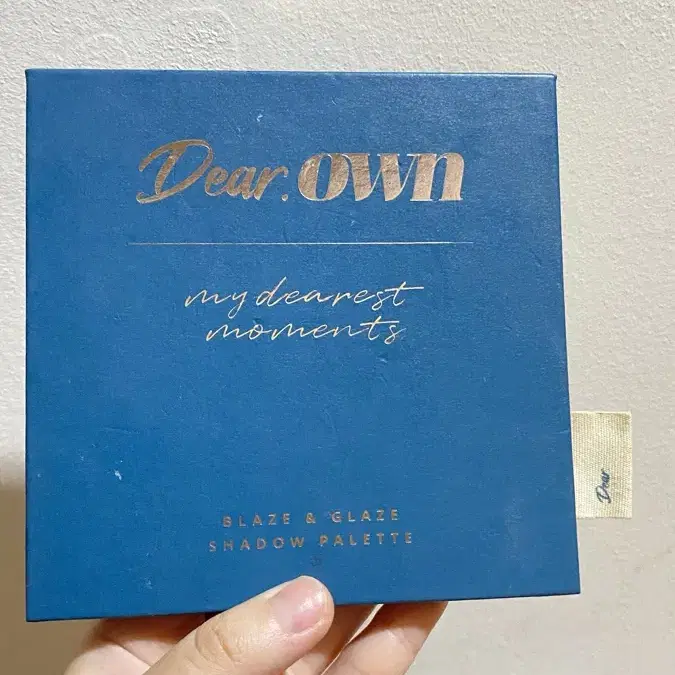 Dear.own
my dearest
moments
BLAZE & GLAZE
SHADOW PALETTE
Dear